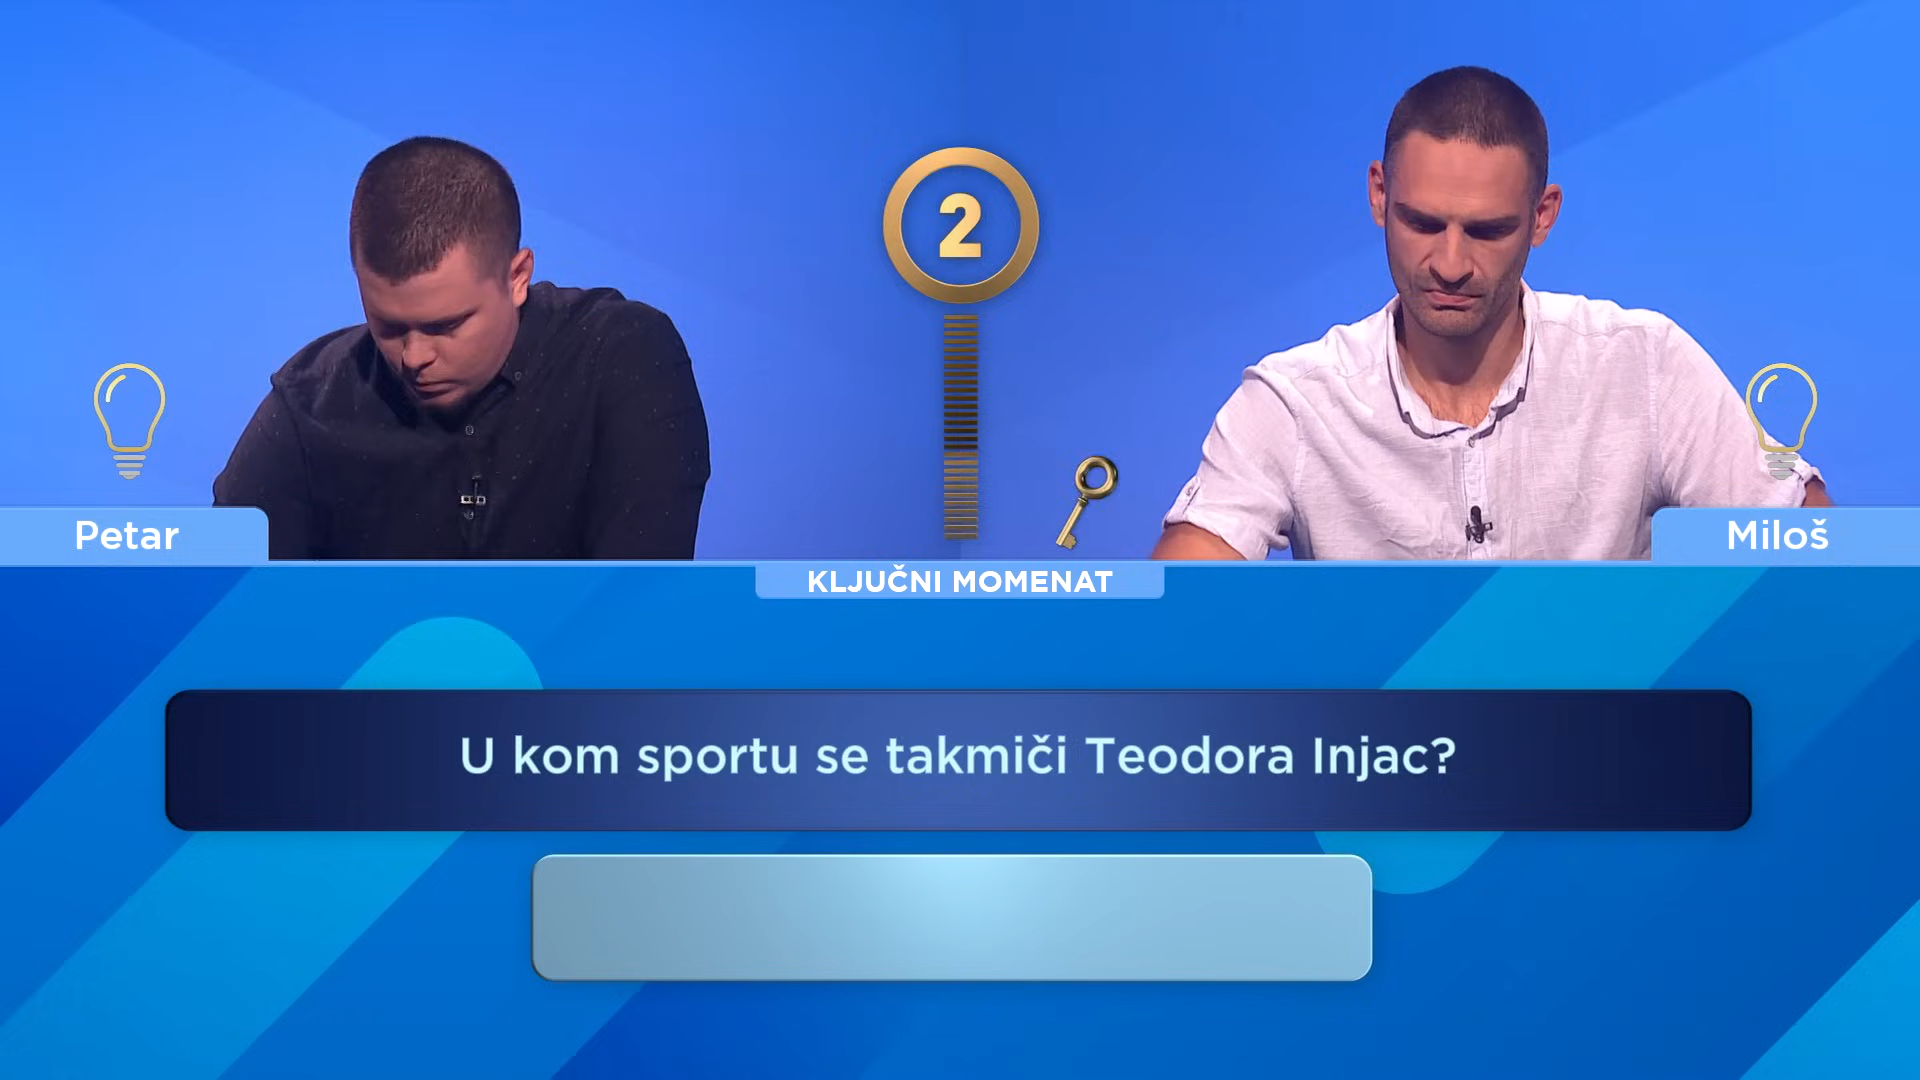 2
Petar
Miloš
KLJUČNI MOMENAT
U kom sportu se takmiči Teodora Injac?